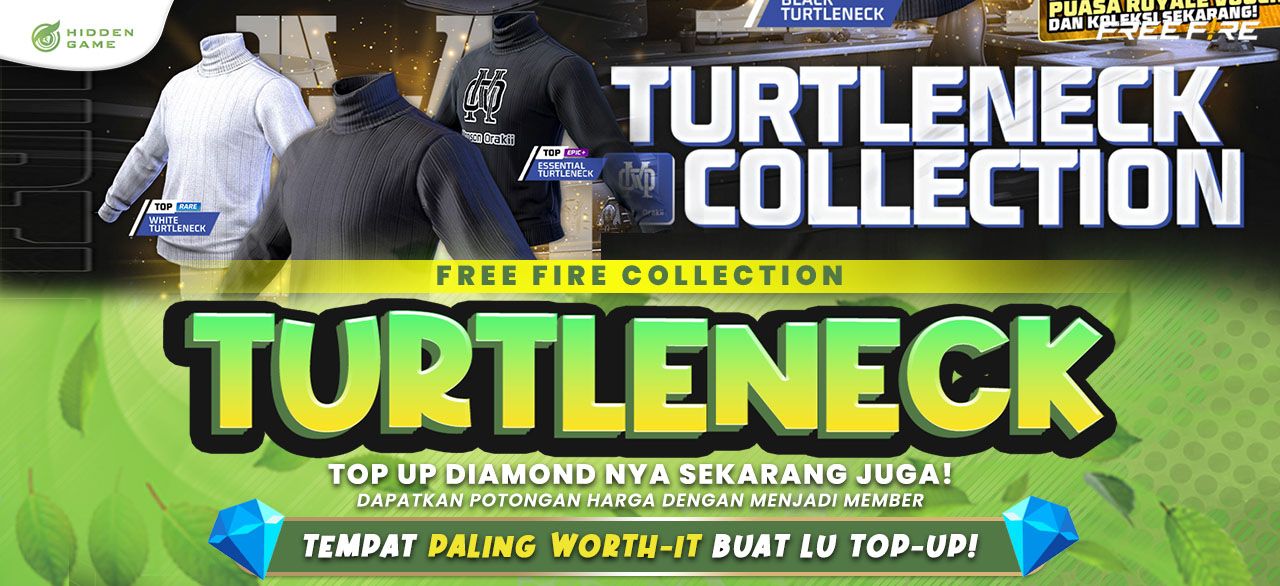 HIDDEN
GAME
BLACK
TURTLENECK
PUASA ROYALE
DAN KOLEKSI SEKARANG!
FREE FIRE
TURTLENECK
COLLECTION
TOP EPIC+
ESSENTIAL
TURTLENECK
TOP RARE
WHITE
TURTLENECK
FREE FIRE COLLECTION
TURTLENECK
TOP UP DIAMOND NYA SEKARANG JUGA!
DAPATKAN POTONGAN HARGA DENGAN MENJADI MEMBER
TEMPAT PALING WORTH-IT BUAT LU TOP-UP!